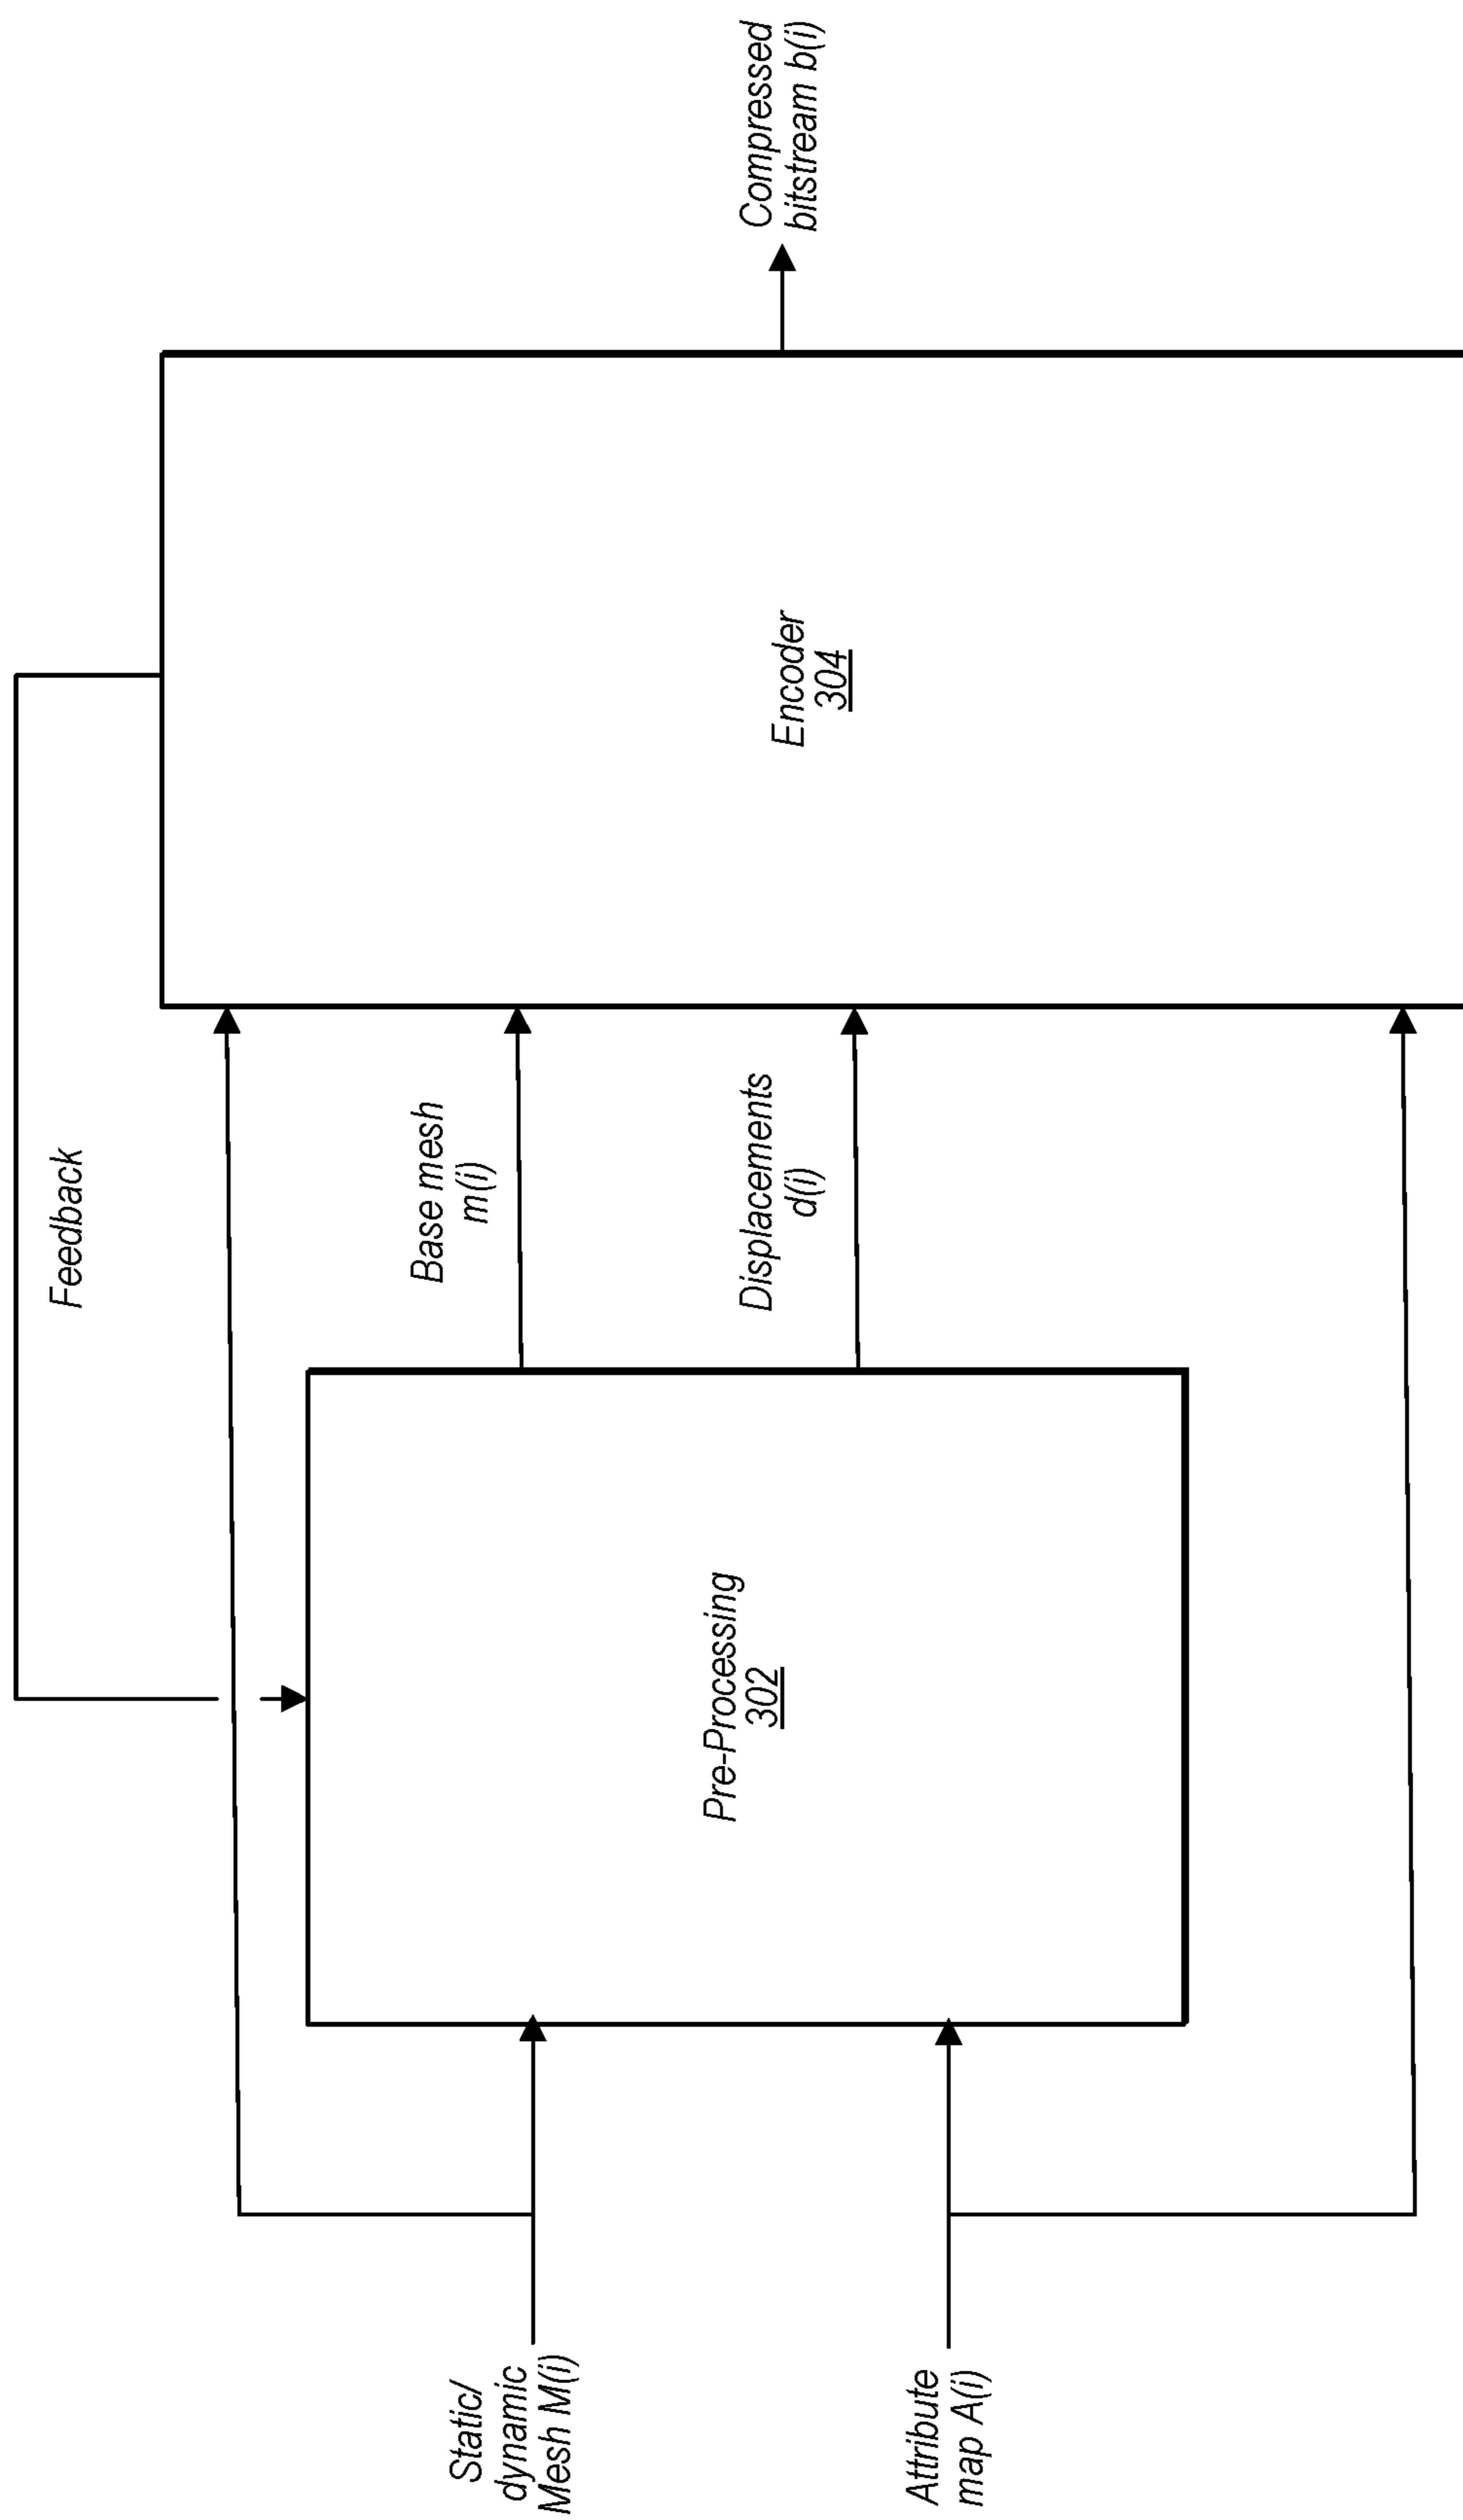 Feedback
Static/
dynamic
Mesh M(i)
Attribute
map A(i)
Pre-Processing
302
Base mesh
m(i)
Displacements
d(i)
Encoder
304
Compressed
bitstream b(i)